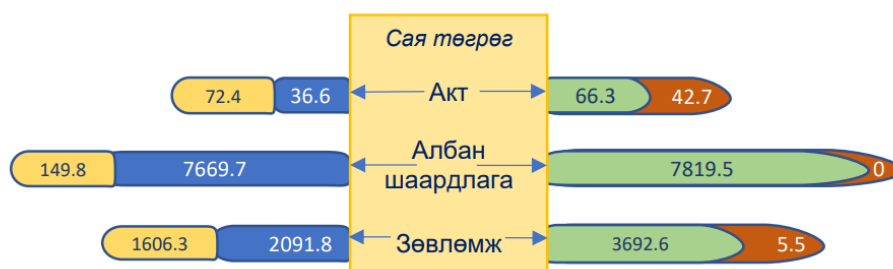 Сая төгрөг
72.4 36.6 Акт 66.3 42.7
149.8 7669.7 Албан шаардлага 7819.5 0
1606.3 2091.8 Зөвлөмж 3692.6 5.5